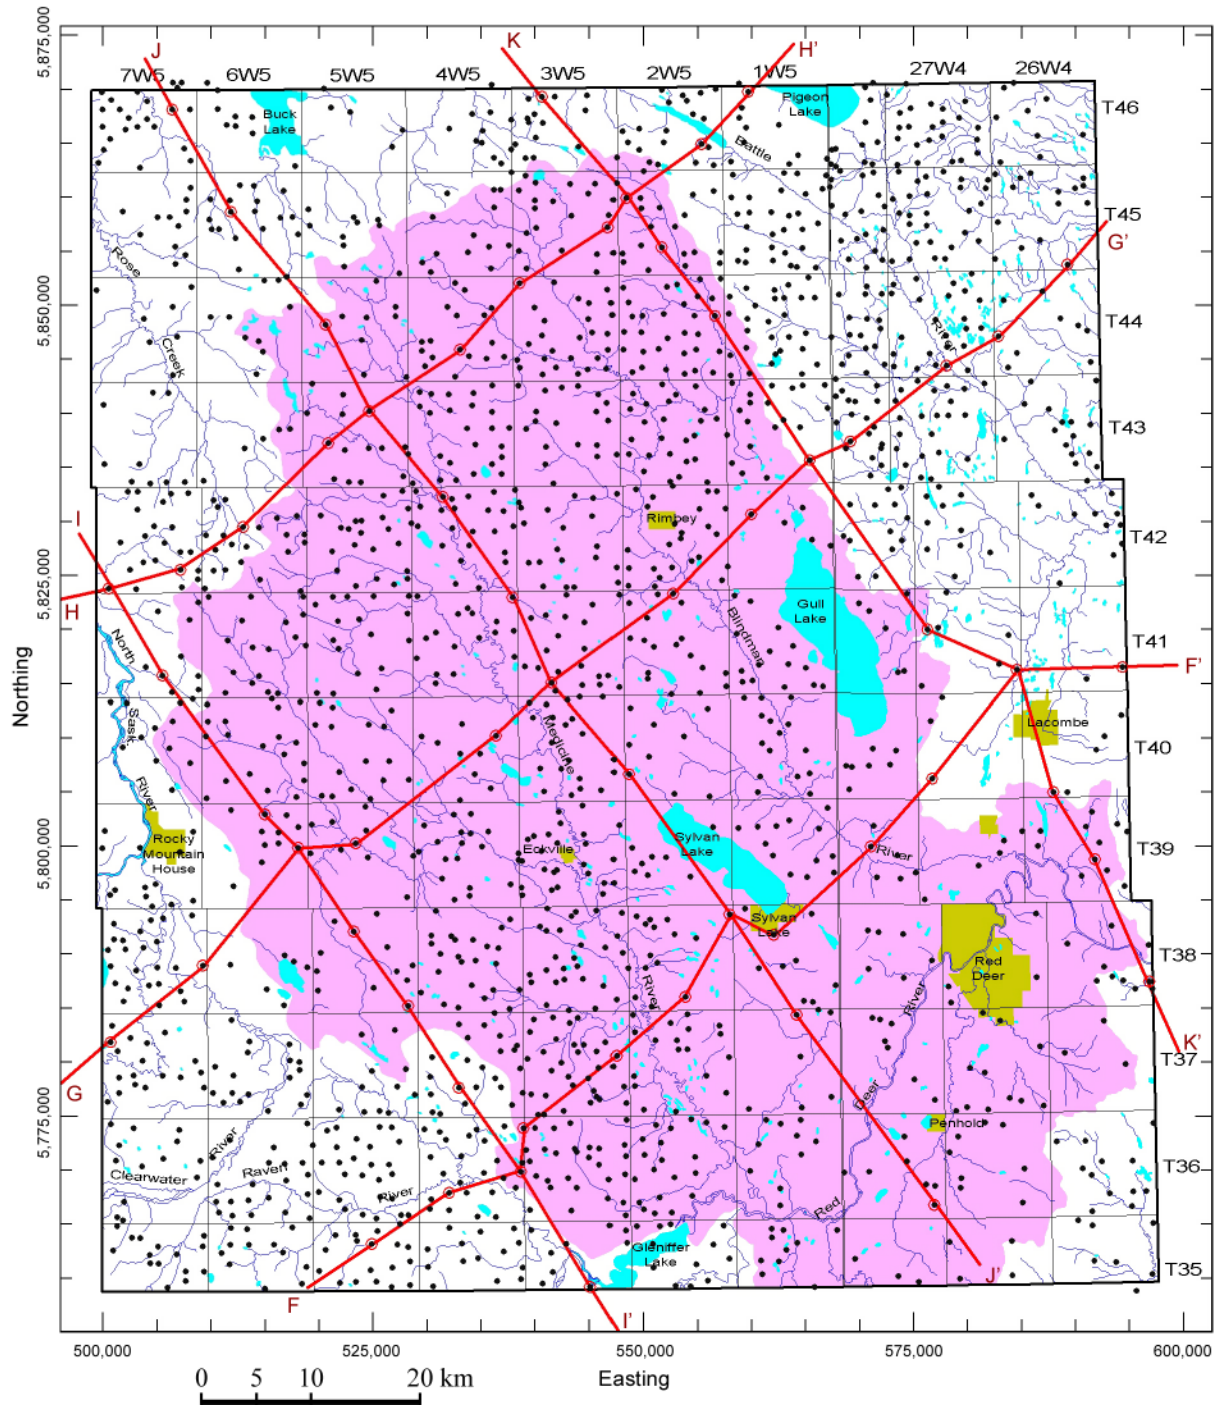 5,875,000
J
K
H'
7W5 6W5 5W5 4W5 3W5 2W5 1W5 27W4 26W4
Buck
Lake
Pigeon
Lake
T46
Battle
T45
G'
Rose
5,850,000
T44
River
Creek
T43
I
Rimbey
T42
5,825,000
H
Gull
Lake
Blindman
North
T41
F'
Sask.
Lacombe
Medicine
T40
Northing
River
Rocky
Mountain
House
5,800,000
Eckville
Sylvan
Lake
River
T39
Sylvan
Lake
T38
Red
Deer
River
River
K'
T37
G
Deer
5,775,000
Penhold
River
Clearwater
Raven
River
T36
Red
Gleniffer
Lake
T35
J'
F
I'
500,000 525,000 550,000 575,000 600,000
0 5 10 20 km
Easting